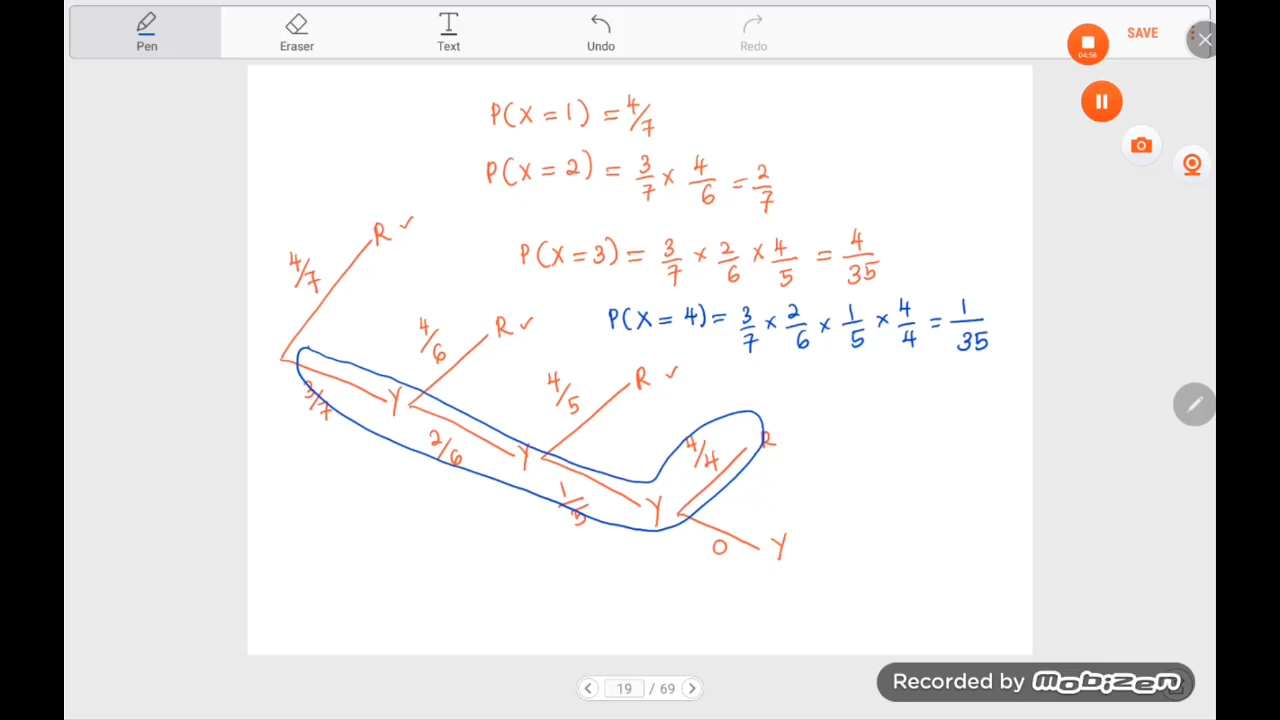 Pen
Eraser
Text
Undo
Redo
04:56
SAVE
P(X = 1) = 4/7
P(X = 2) = 3/7 × 4/6 = 2/7
R ✓
4/7
P(X = 3) = 3/7 × 2/6 × 4/5 = 4/35
P(X = 4) = 3/7 × 2/6 × 1/5 × 4/4 = 1/35
4/6
R ✓
4/5
R ✓
3/7
Y
2/6
Y
4/4
R
1/5
Y
0
Y
19 / 69
Recorded by mobizen